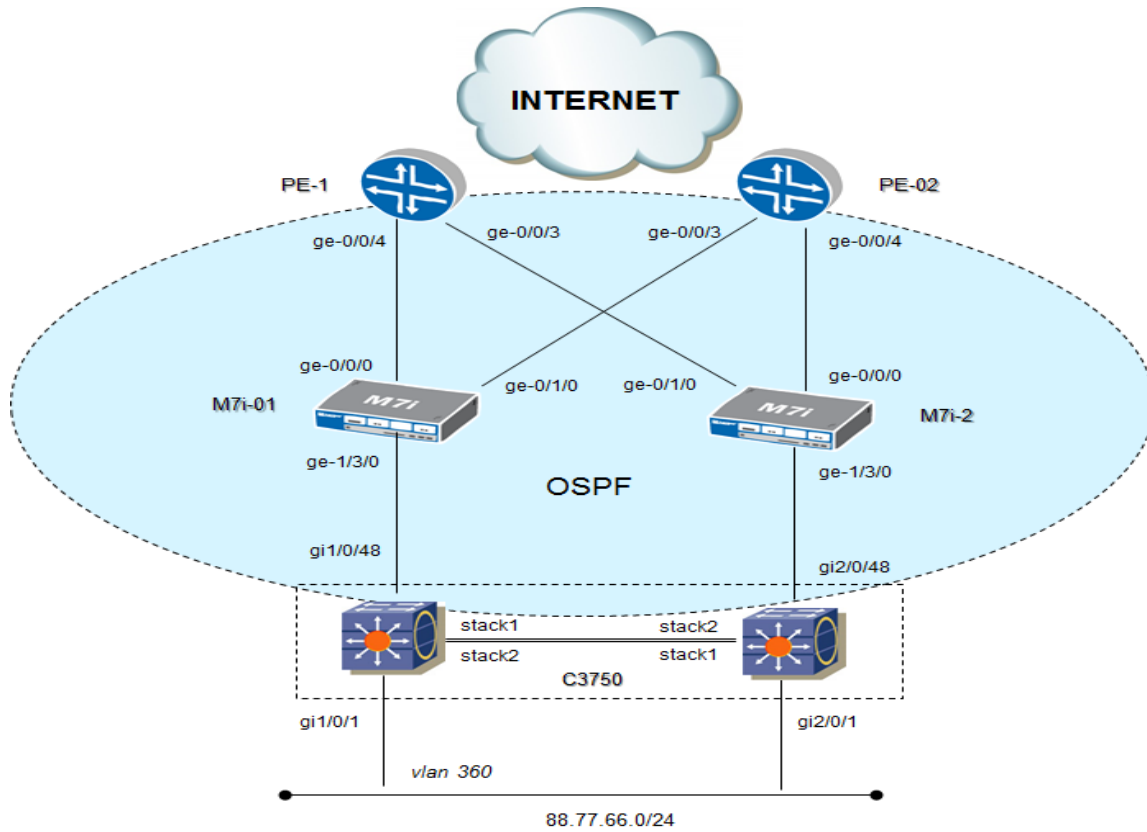 INTERNET
PE-1
PE-02
ge-0/0/4
ge-0/0/3
ge-0/0/3
ge-0/0/4
ge-0/0/0
ge-0/1/0
ge-0/1/0
ge-0/0/0
M7i-01
M7i
M7i
M7i-2
ge-1/3/0
ge-1/3/0
OSPF
gi1/0/48
gi2/0/48
stack1
stack2
stack2
stack1
C3750
gi1/0/1
gi2/0/1
vlan 360
88.77.66.0/24